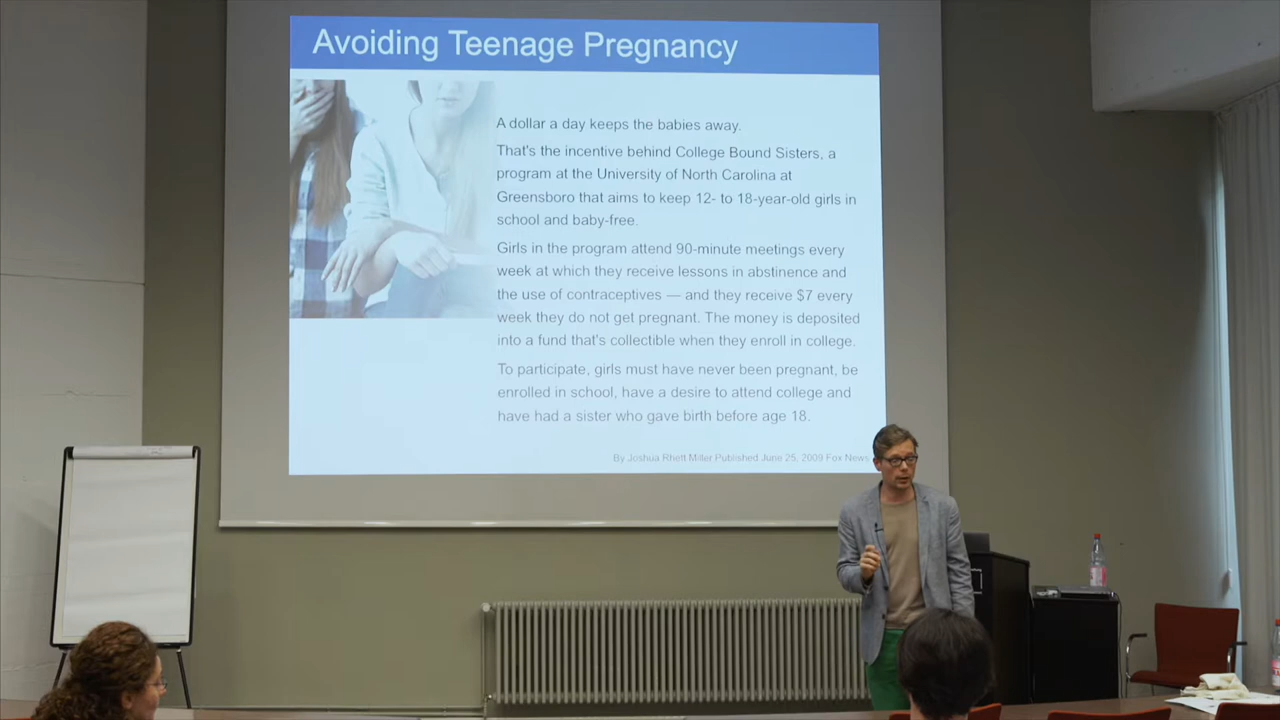 Avoiding Teenage Pregnancy
A dollar a day keeps the babies away.
That's the incentive behind College Bound Sisters, a
program at the University of North Carolina at
Greensboro that aims to keep 12- to 18-year-old girls in
school and baby-free.
Girls in the program attend 90-minute meetings every
week at which they receive lessons in abstinence and
the use of contraceptives — and they receive $7 every
week they do not get pregnant. The money is deposited
into a fund that's collectible when they enroll in college.
To participate, girls must have never been pregnant, be
enrolled in school, have a desire to attend college and
have had a sister who gave birth before age 18.
By Joshua Rhett Miller Published June 25, 2009 Fox News